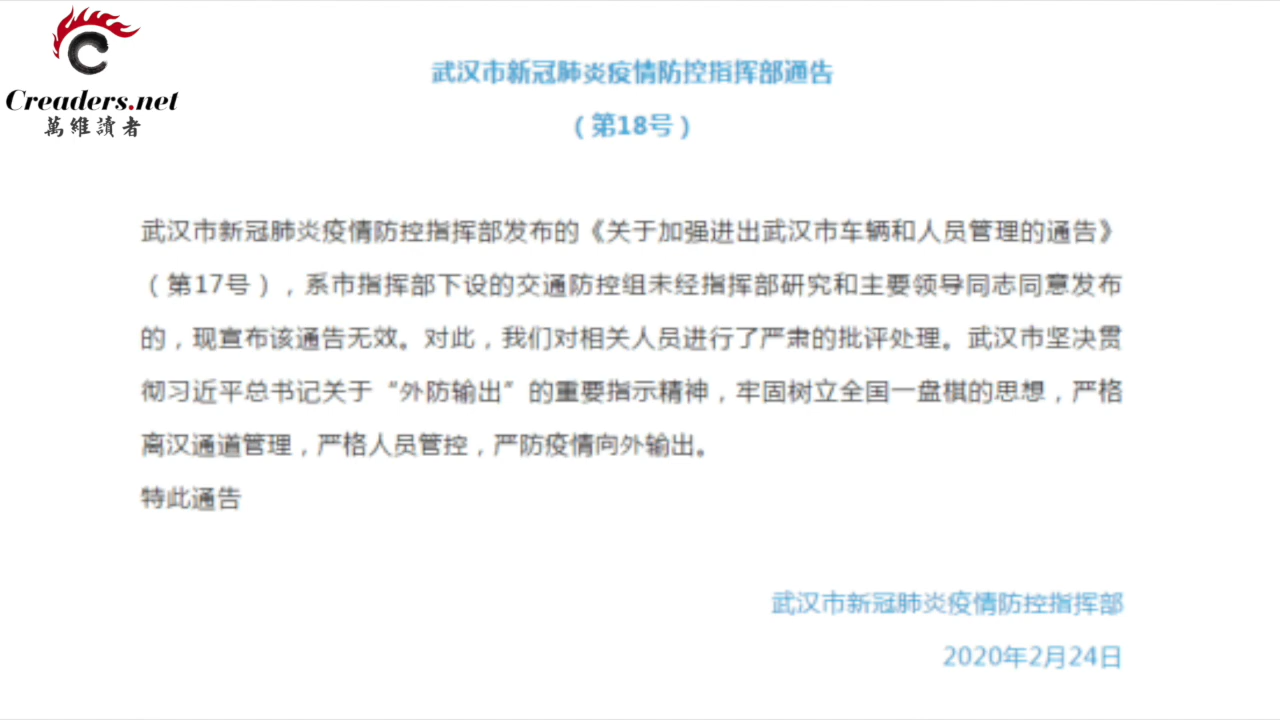 Creaders.net
萬維讀者
武汉市新冠肺炎疫情防控指挥部通告
（第18号）
武汉市新冠肺炎疫情防控指挥部发布的《关于加强进出武汉市车辆和人员管理的通告》
（第17号），系市指挥部下设的交通防控组未经指挥部研究和主要领导同志同意发布
的，现宣布该通告无效。对此，我们对相关人员进行了严肃的批评处理。武汉市坚决贯
彻习近平总书记关于“外防输出”的重要指示精神，牢固树立全国一盘棋的思想，严格
离汉通道管理，严格人员管控，严防疫情向外输出。
特此通告
武汉市新冠肺炎疫情防控指挥部
2020年2月24日